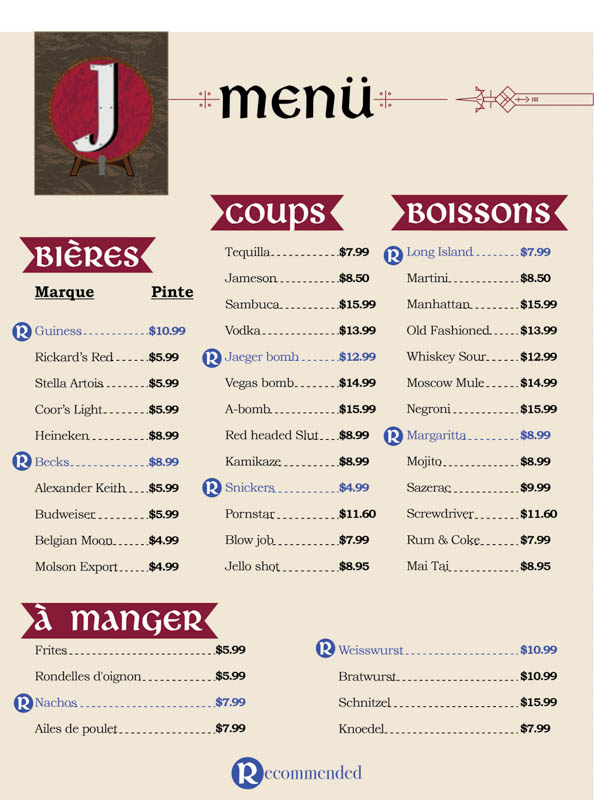 J
menü
BIÈRES
Marque Pinte
R Guiness $10.99
Rickard's Red $5.99
Stella Artois $5.99
Coor's Light $5.99
Heineken $8.99
R Becks $8.99
Alexander Keith $5.99
Budweiser $5.99
Belgian Moon $4.99
Molson Export $4.99
COUPS
Tequilla $7.99
Jameson $8.50
Sambuca $15.99
Vodka $13.99
R Jaeger bomb $12.99
Vegas bomb $14.99
A-bomb $15.99
Red headed Slut $8.99
Kamikaze $8.99
R Snickers $4.99
Pornstar $11.60
Blow job $7.99
Jello shot $8.95
BOISSONS
R Long Island $7.99
Martini $8.50
Manhattan $15.99
Old Fashioned $13.99
Whiskey Sour $12.99
Moscow Mule $14.99
Negroni $15.99
R Margaritta $8.99
Mojito $8.99
Sazerac $9.99
Screwdriver $11.60
Rum & Coke $7.99
Mai Tai $8.95
À MANGER
Frites $5.99
Rondelles d'oignon $5.99
R Nachos $7.99
Ailes de poulet $7.99
R Weisswurst $10.99
Bratwurst $10.99
Schnitzel $15.99
Knoedel $7.99
Recommended